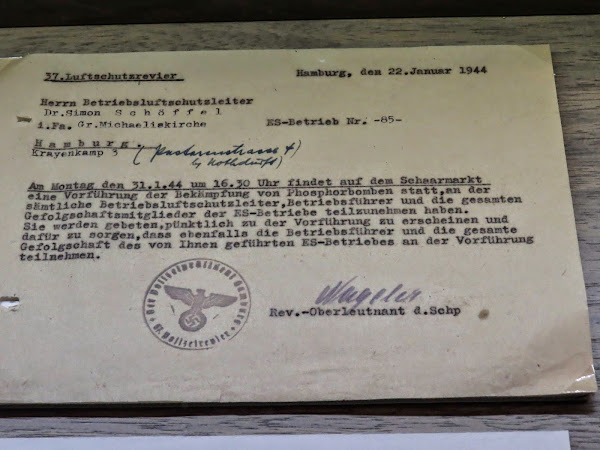 37.Luftschutzrevier
Hamburg, den 22.Januar 1944
Herrn Betriebsluftschutzleiter
Dr.Simon S c h ö f f e l
i.Fa. Gr.Michaeliskirche
ES-Betrieb Nr. -85-
H a m b u r g .
Krayenkamp 3
Am Montag den 31.1.44 um 16.30 Uhr findet auf dem Schaarmarkt
eine Vorführung der Bekämpfung von Phosphorbomben statt,an der
sämtliche Betriebsluftschutzleiter,Betriebsführer und die gesamten
Gefolgschaftsmitglieder der ES-Betriebe teilzunehmen haben.
Sie werden gebeten,pünktlich zu der Vorführung zu erscheinen und
dafür zu sorgen,dass ebenfalls die Betriebsführer und die gesamte
Gefolgschaft des von Ihnen geführten ES-Betriebes an der Vorführung
teilnehmen.
Der Polizeipräsident Hamburg
Polizeirevier
Rev.-Oberleutnant d.Schp